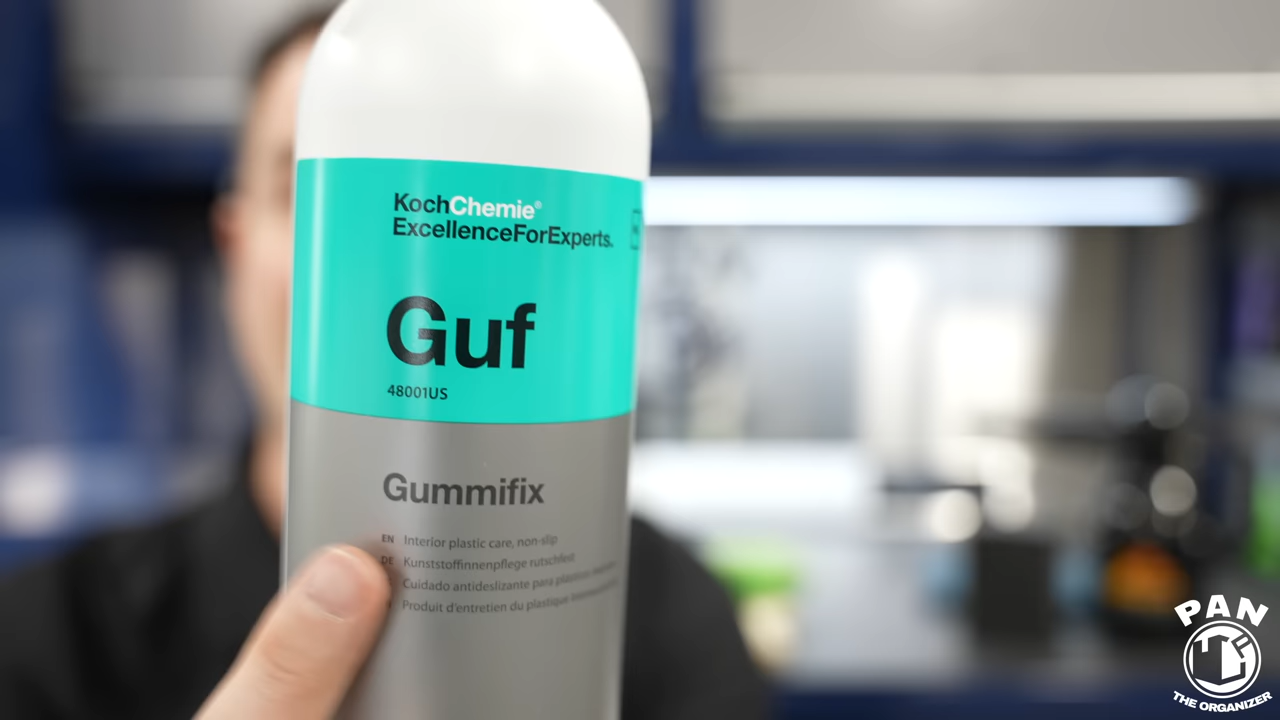 KochChemie®
ExcellenceForExperts.
Guf
48001US
Gummifix
EN Interior plastic care, non-slip
DE Kunststoffinnenpflege rutschfest
Cuidado antideslizante para
Produit d'entretien du plastique
PAN
THE ORGANIZER